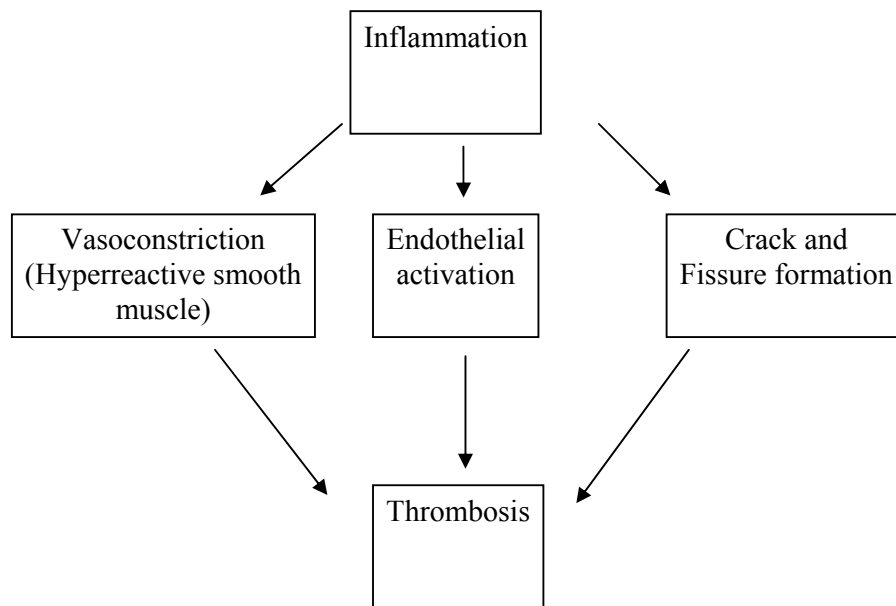 Inflammation
Vasoconstriction
(Hyperreactive smooth
muscle)
Endothelial
activation
Crack and
Fissure formation
Thrombosis